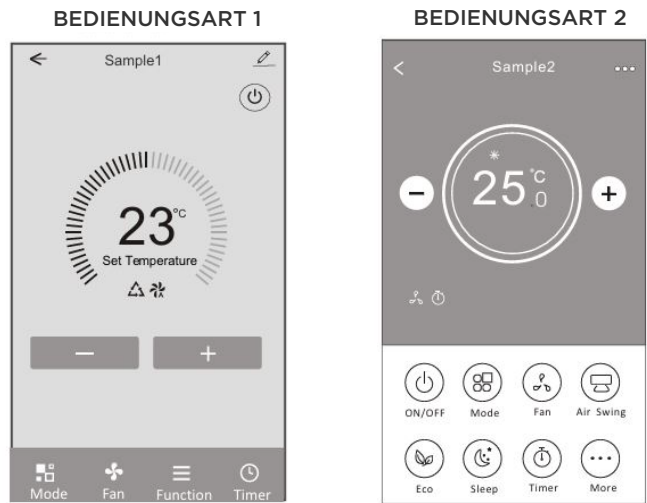 BEDIENUNGSART 1
Sample1
23°C
Set Temperature
Mode Fan Function Timer
BEDIENUNGSART 2
Sample2
25.0°C
ON/OFF Mode Fan Air Swing
Eco Sleep Timer More